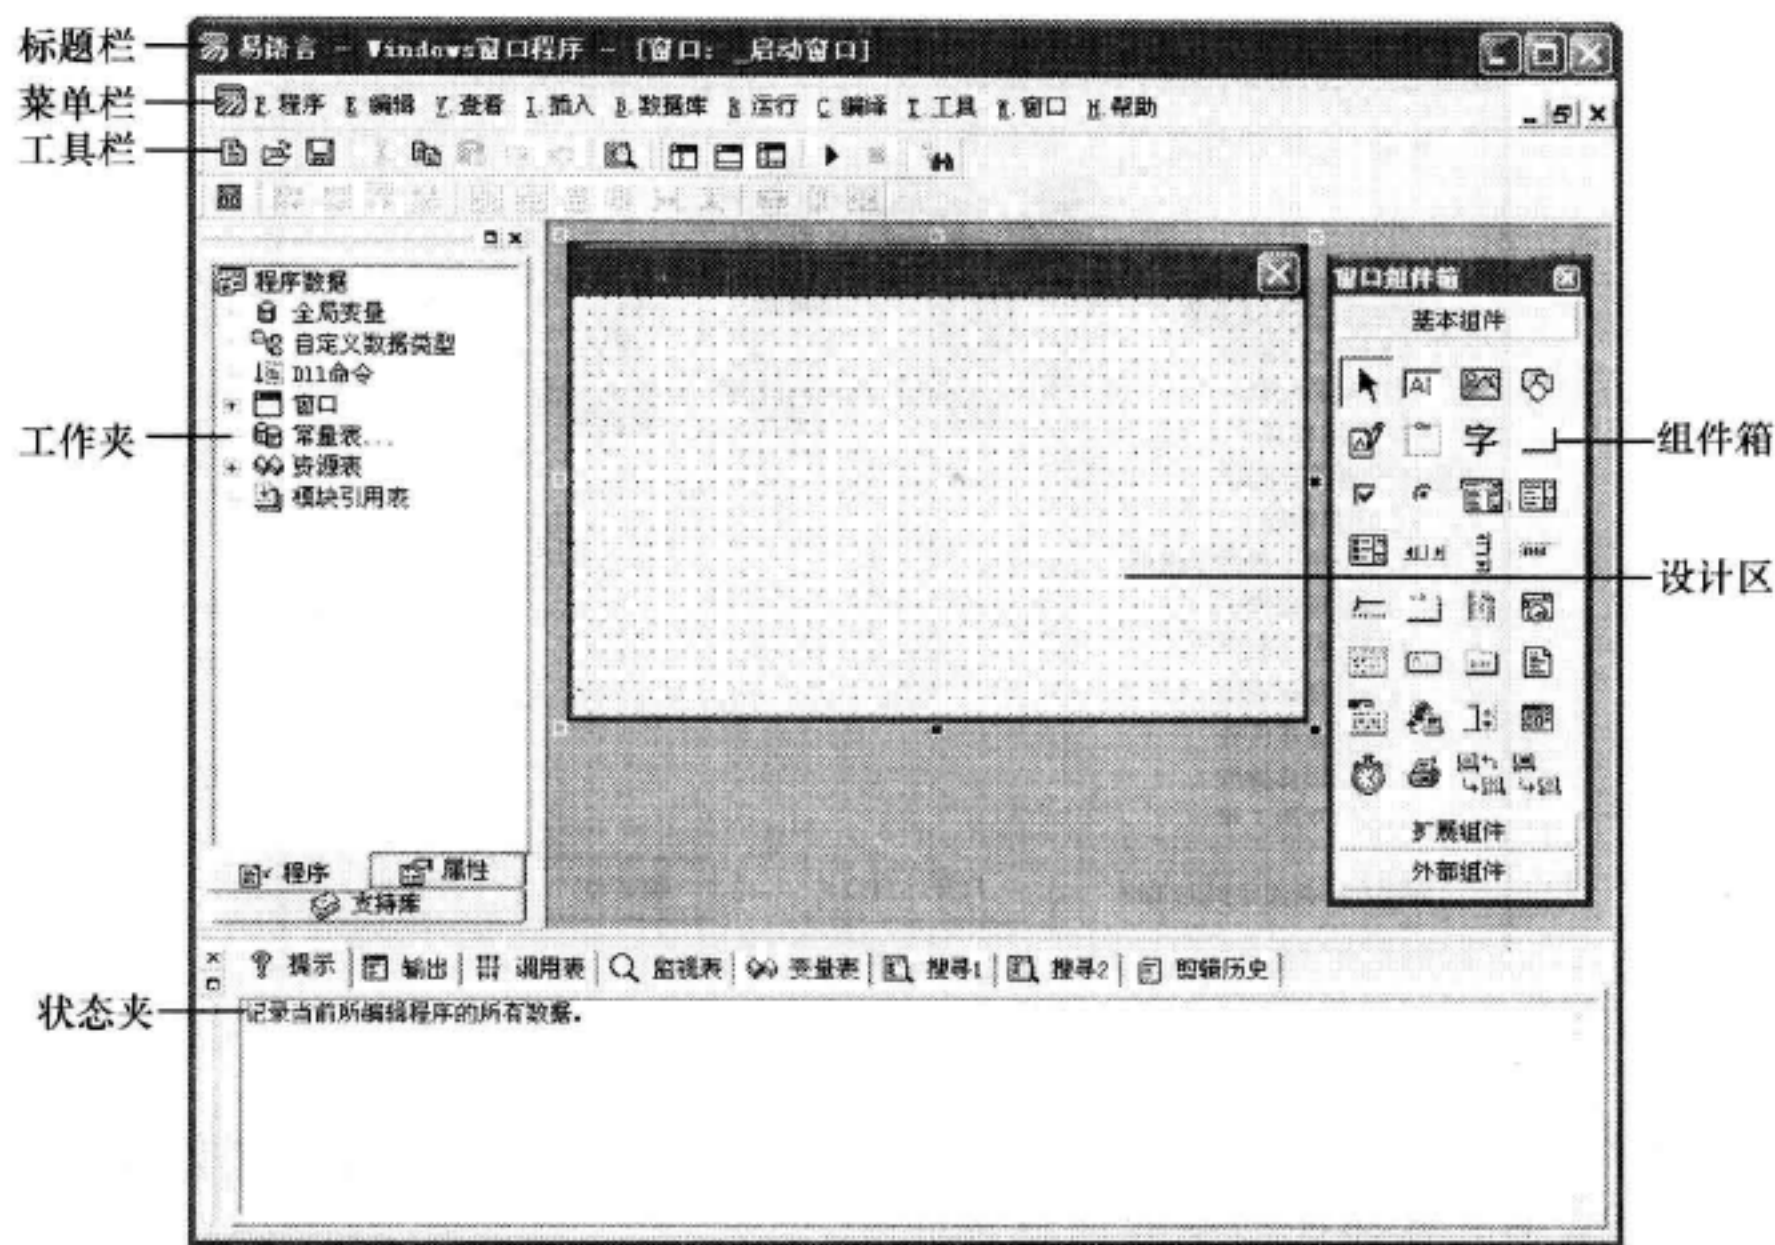 标题栏
易语言 - Windows窗口程序 - [窗口: _启动窗口]
菜单栏
F.程序 E.编辑 V.查看 I.插入 B.数据库 R.运行 C.编译 T.工具 W.窗口 H.帮助
工具栏
程序数据
全局变量
自定义数据类型
Dll命令
窗口
常量表...
资源表
模块引用表
工作夹
窗口组件箱
基本组件
字
组件箱
设计区
扩展组件
外部组件
程序
属性
支持库
提示 输出 调用表 监视表 变量表 搜寻1 搜寻2 剪辑历史
状态夹
记录当前所编辑程序的所有数据。